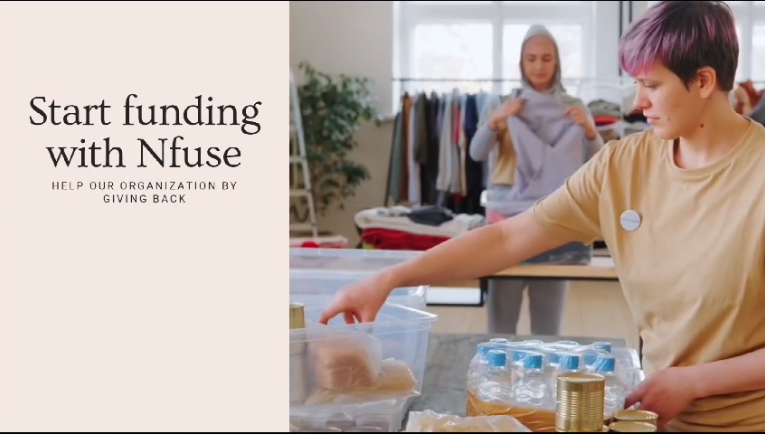 Start funding
with Nfuse
HELP OUR ORGANIZATION BY
GIVING BACK